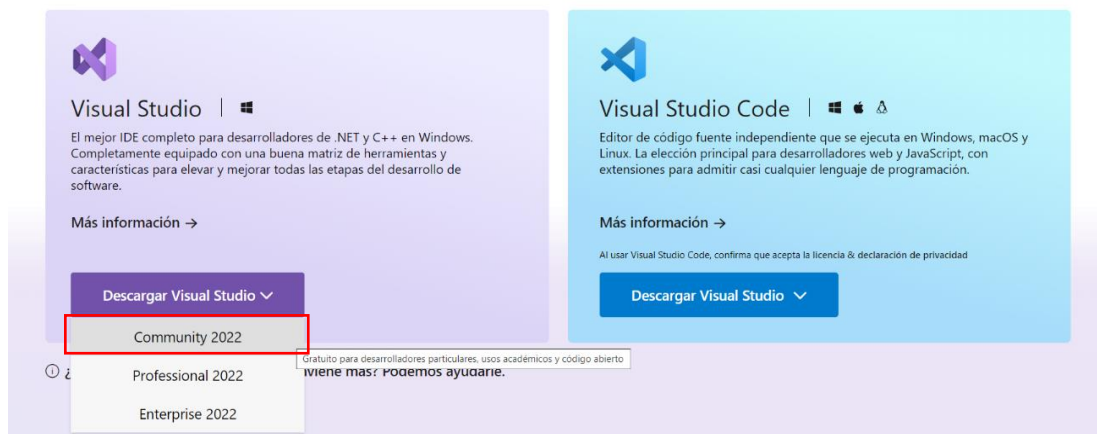 Visual Studio
El mejor IDE completo para desarrolladores de .NET y C++ en Windows.
Completamente equipado con una buena matriz de herramientas y
características para elevar y mejorar todas las etapas del desarrollo de
software.
Más información →
Descargar Visual Studio
Community 2022
Professional 2022
Enterprise 2022
Gratuito para desarrolladores particulares, usos académicos y código abierto
más? Podemos ayudarle.
Visual Studio Code
Editor de código fuente independiente que se ejecuta en Windows, macOS y
Linux. La elección principal para desarrolladores web y JavaScript, con
extensiones para admitir casi cualquier lenguaje de programación.
Más información →
Al usar Visual Studio Code, confirma que acepta la licencia & declaración de privacidad
Descargar Visual Studio